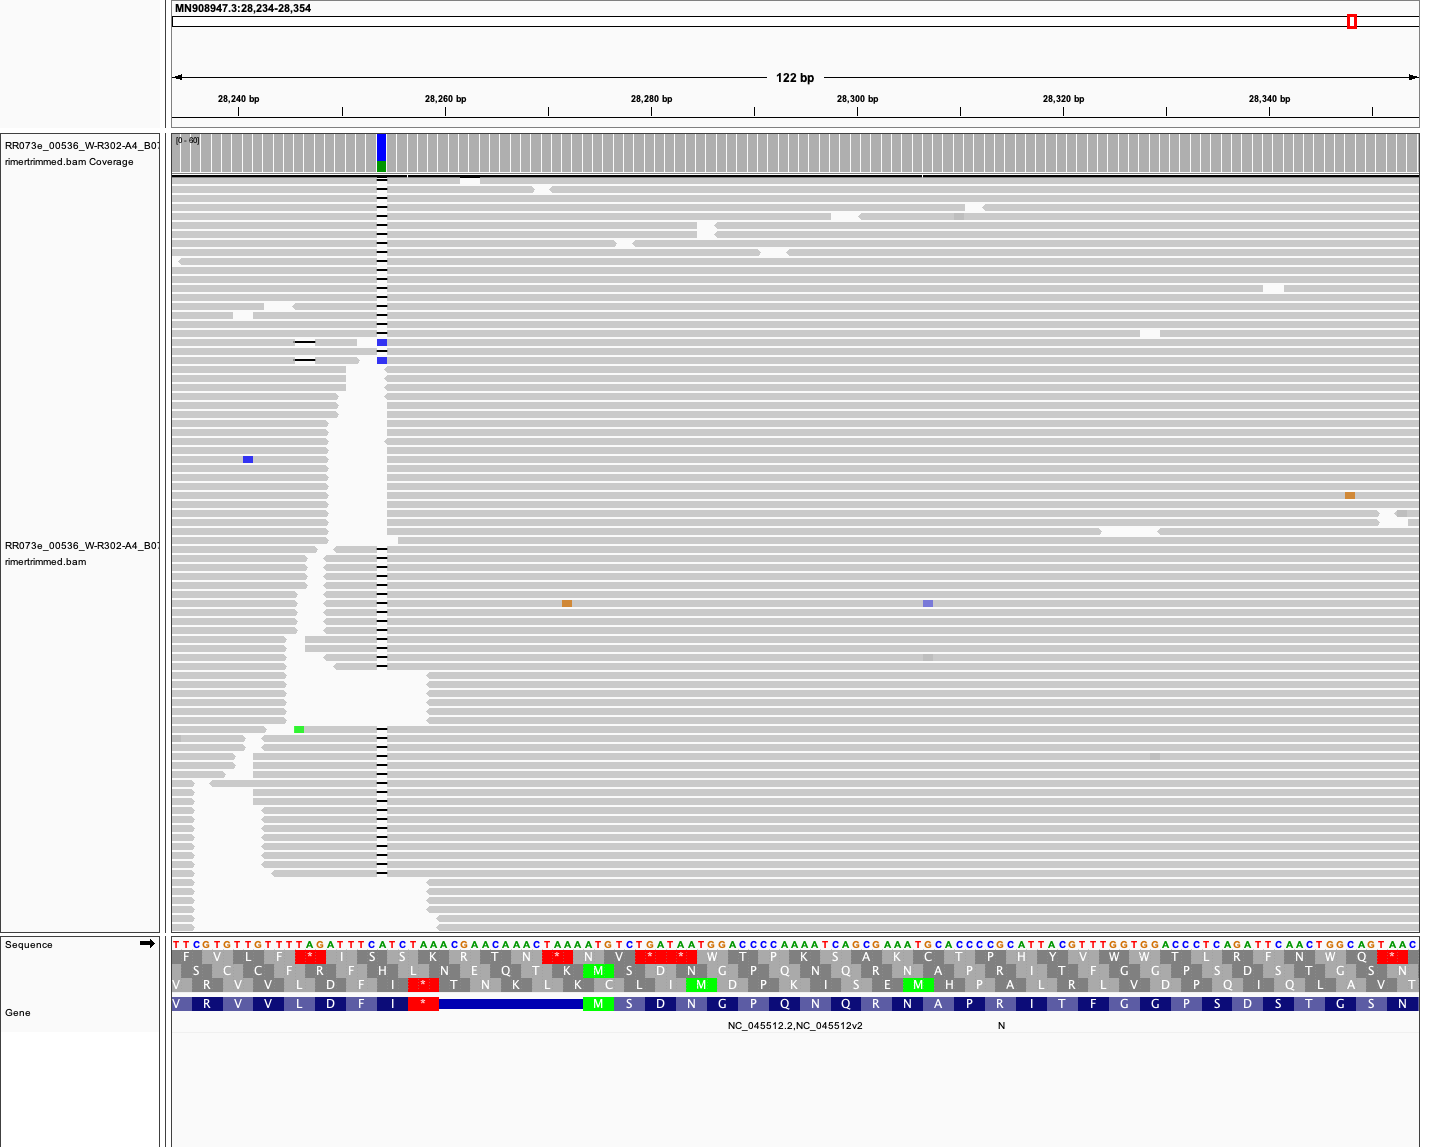 MN908947.3:28,234-28,354
122 bp
28,240 bp 28,260 bp 28,280 bp 28,300 bp 28,320 bp 28,340 bp
RR073e_00536_W-R302-A4_B07
rimertrimmed.bam Coverage
[0 - 60]
RR073e_00536_W-R302-A4_B07
rimertrimmed.bam
Sequence
TTCGTGTTGTTTTAGATTTCATCTAAACGAACAAACTAAAATGTCTGATAATGGACCCCAAAATCAGCGAAATGCACCCCGCATTACGTTTGGTGGACCCTCAGATTCAACTGGCAGTAAC
F V L F * I S S K R T N * N V * * W T P K S A K C T P H Y V W W T L R F N W Q *
S C C F R F H L N E Q T K M S D N G P Q N Q R N A P R I T F G G P S D S T G S N
V R V V L D F I * T N K L K C L I M D P K I S E M H P A L R L V D P Q I Q L A V T
Gene
V R V V L D F I * M S D N G P Q N Q R N A P R I T F G G P S D S T G S N
NC_045512.2,NC_045512v2 N